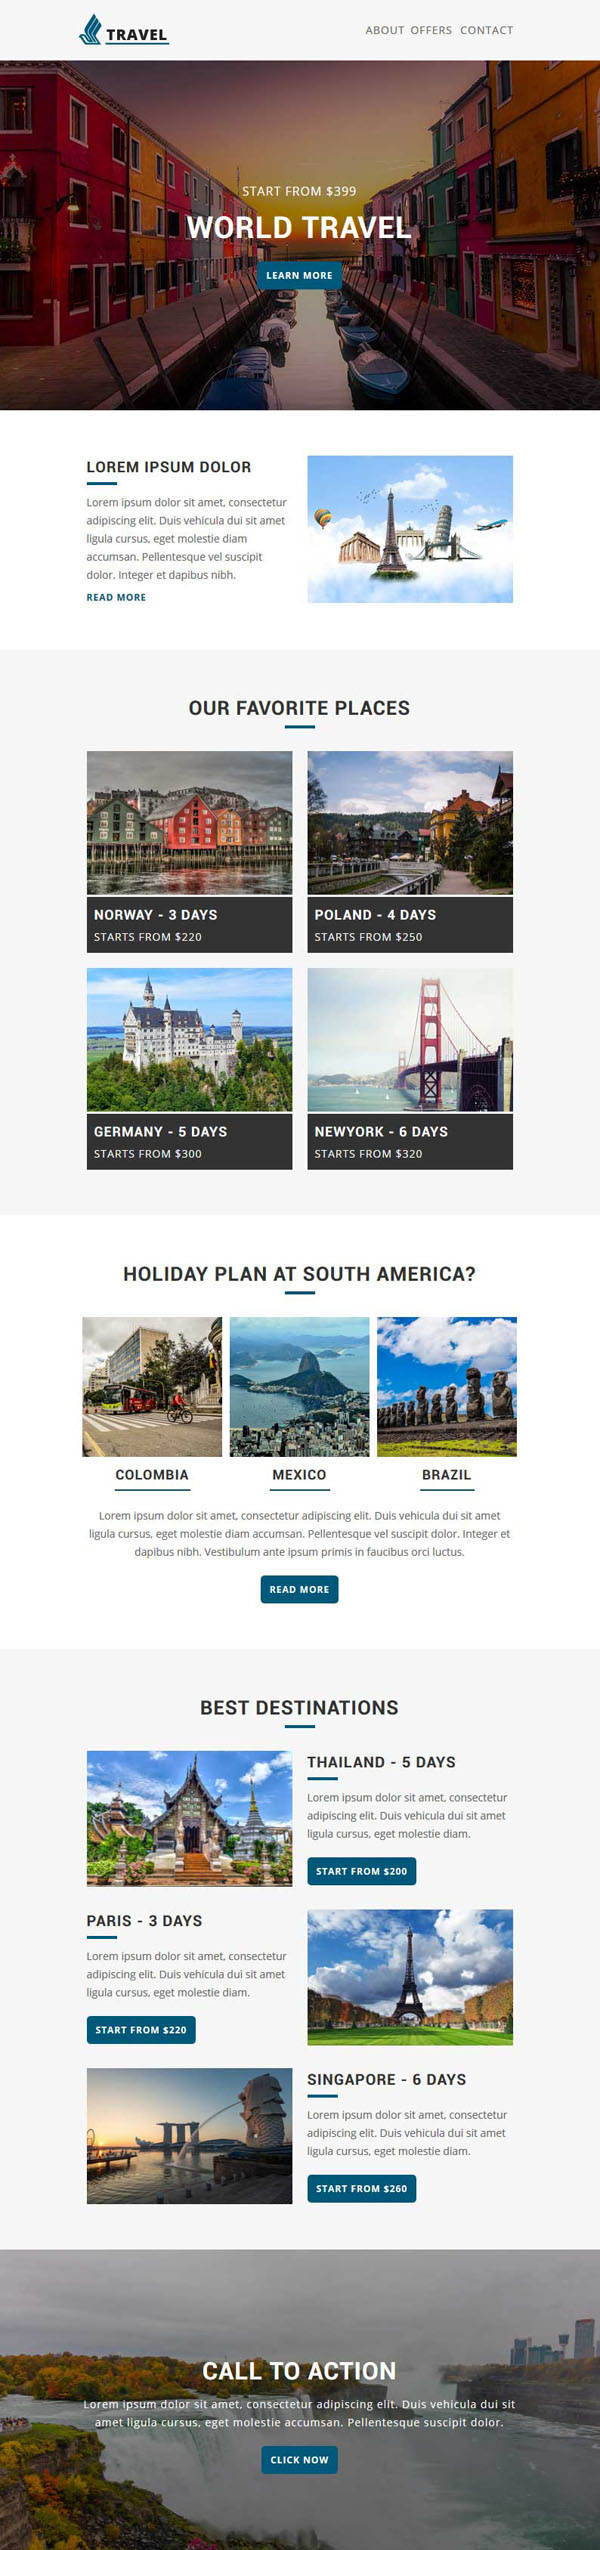 TRAVEL
ABOUT OFFERS CONTACT
START FROM $399
WORLD TRAVEL
LEARN MORE
LOREM IPSUM DOLOR
Lorem ipsum dolor sit amet, consectetur
adipiscing elit. Duis vehicula dui sit amet
ligula cursus, eget molestie diam
accumsan. Pellentesque vel suscipit
dolor. Integer et dapibus nibh.
READ MORE
OUR FAVORITE PLACES
NORWAY - 3 DAYS
STARTS FROM $220
POLAND - 4 DAYS
STARTS FROM $250
GERMANY - 5 DAYS
STARTS FROM $300
NEWYORK - 6 DAYS
STARTS FROM $320
HOLIDAY PLAN AT SOUTH AMERICA?
COLOMBIA
MEXICO
BRAZIL
Lorem ipsum dolor sit amet, consectetur adipiscing elit. Duis vehicula dui sit amet
ligula cursus, eget molestie diam accumsan. Pellentesque vel suscipit dolor. Integer et
dapibus nibh. Vestibulum ante ipsum primis in faucibus orci luctus.
READ MORE
BEST DESTINATIONS
THAILAND - 5 DAYS
Lorem ipsum dolor sit amet, consectetur
adipiscing elit. Duis vehicula dui sit amet
ligula cursus, eget molestie diam.
START FROM $200
PARIS - 3 DAYS
Lorem ipsum dolor sit amet, consectetur
adipiscing elit. Duis vehicula dui sit amet
ligula cursus, eget molestie diam.
START FROM $220
SINGAPORE - 6 DAYS
Lorem ipsum dolor sit amet, consectetur
adipiscing elit. Duis vehicula dui sit amet
ligula cursus, eget molestie diam.
START FROM $260
CALL TO ACTION
Lorem ipsum dolor sit amet, consectetur adipiscing elit. Duis vehicula dui sit
amet ligula cursus, eget molestie accumsan. Pellentesque suscipit dolor.
CLICK NOW